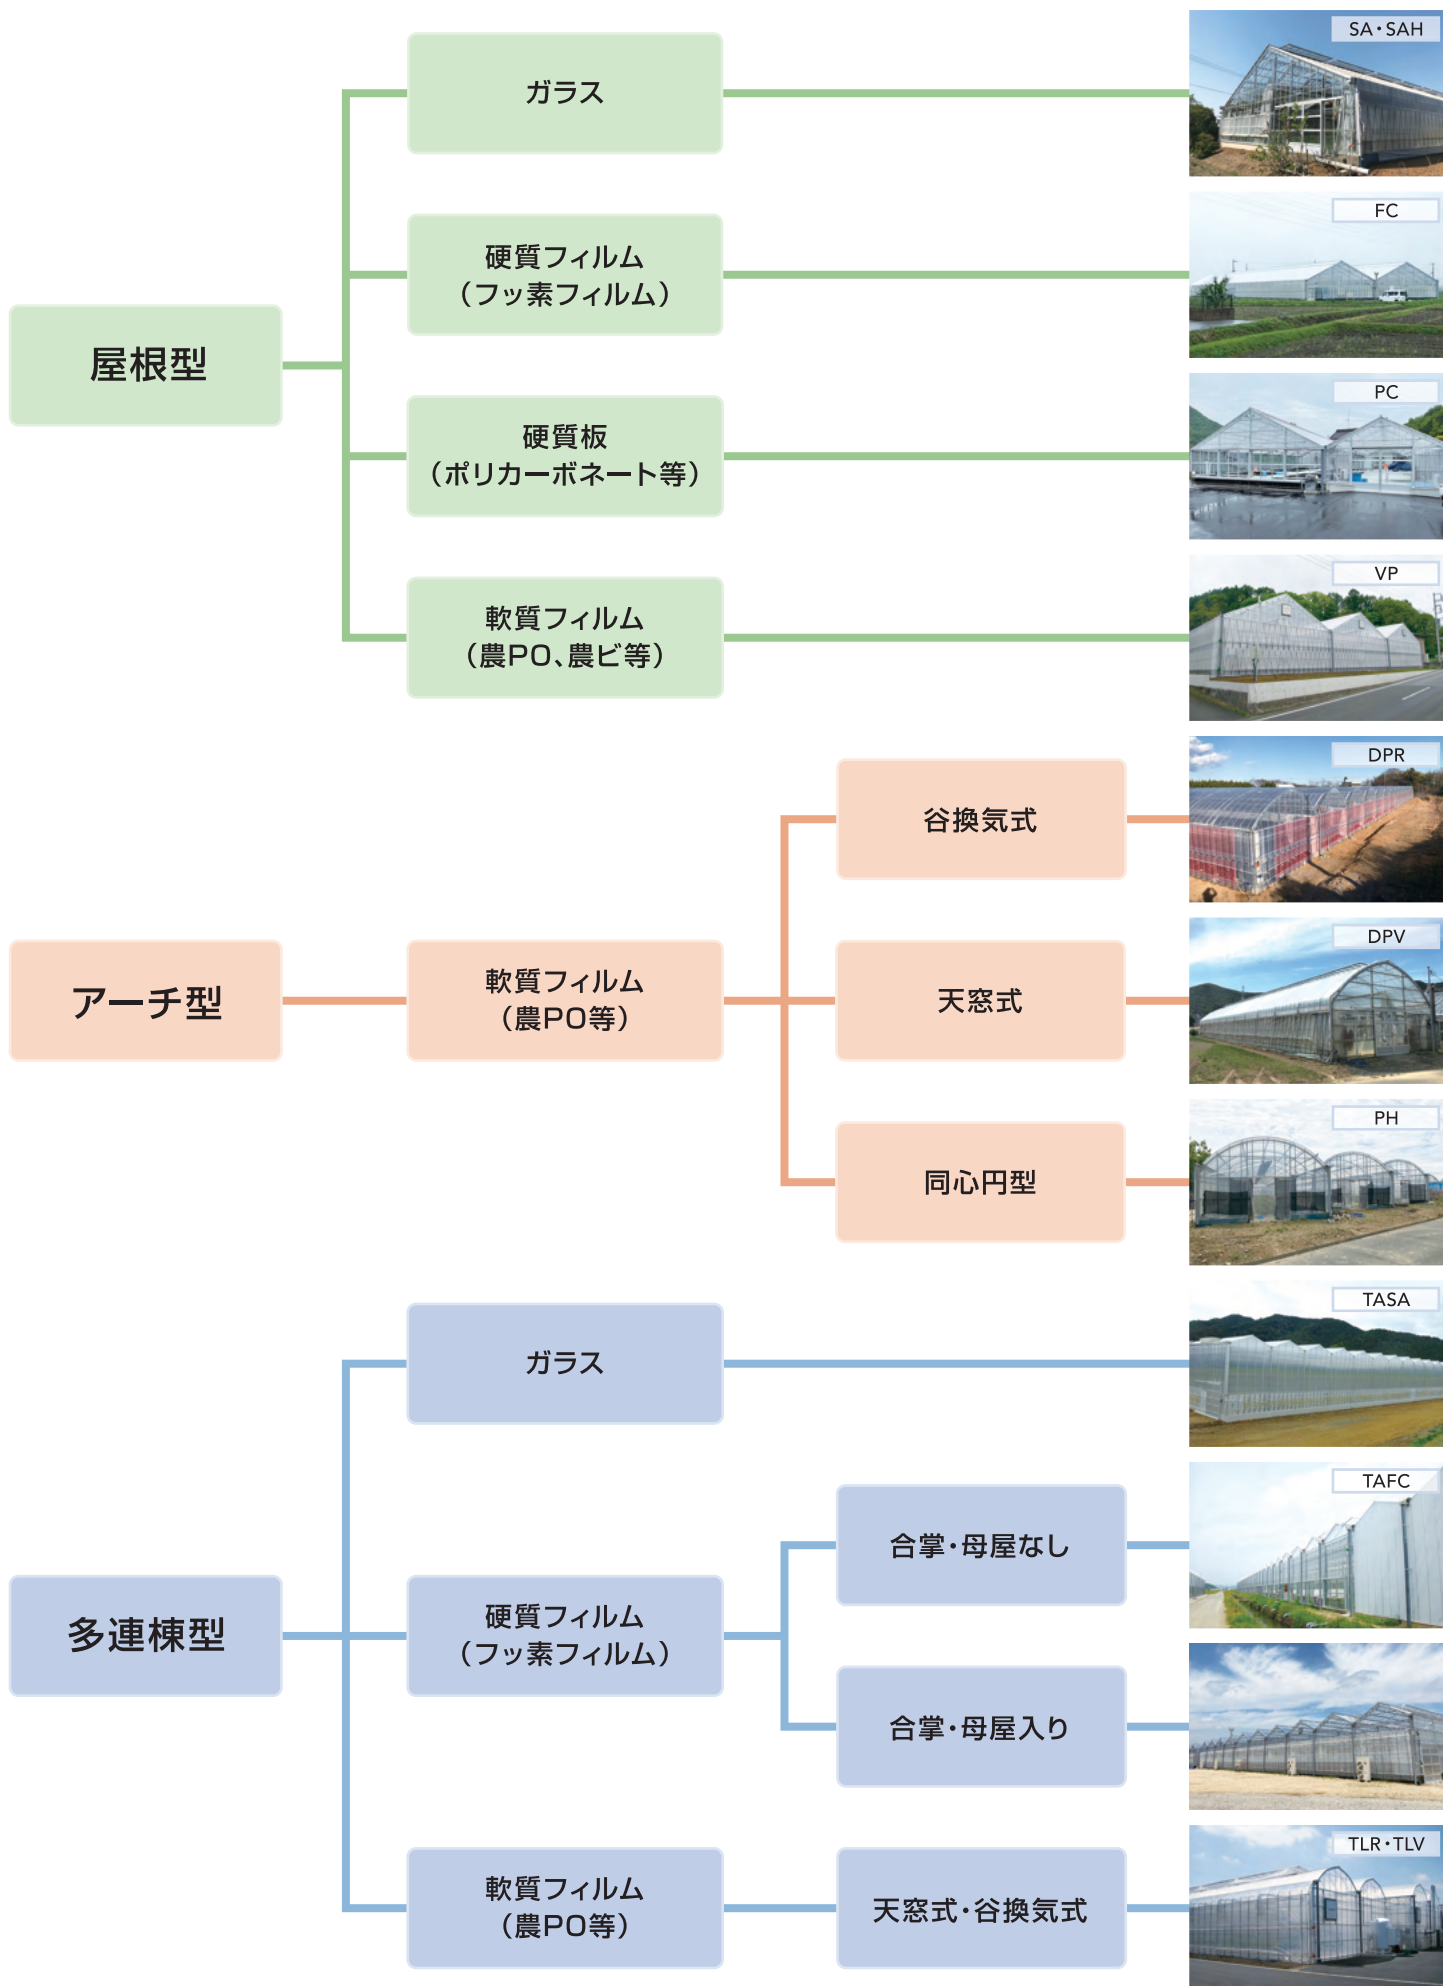 屋根型
ガラス
SA・SAH
硬質フィルム
（フッ素フィルム）
FC
硬質板
（ポリカーボネート等）
PC
軟質フィルム
（農PO、農ビ等）
VP
アーチ型
軟質フィルム
（農PO等）
谷換気式
DPR
天窓式
DPV
同心円型
PH
多連棟型
ガラス
TASA
硬質フィルム
（フッ素フィルム）
合掌・母屋なし
TAFC
合掌・母屋入り
軟質フィルム
（農PO等）
天窓式・谷換気式
TLR・TLV